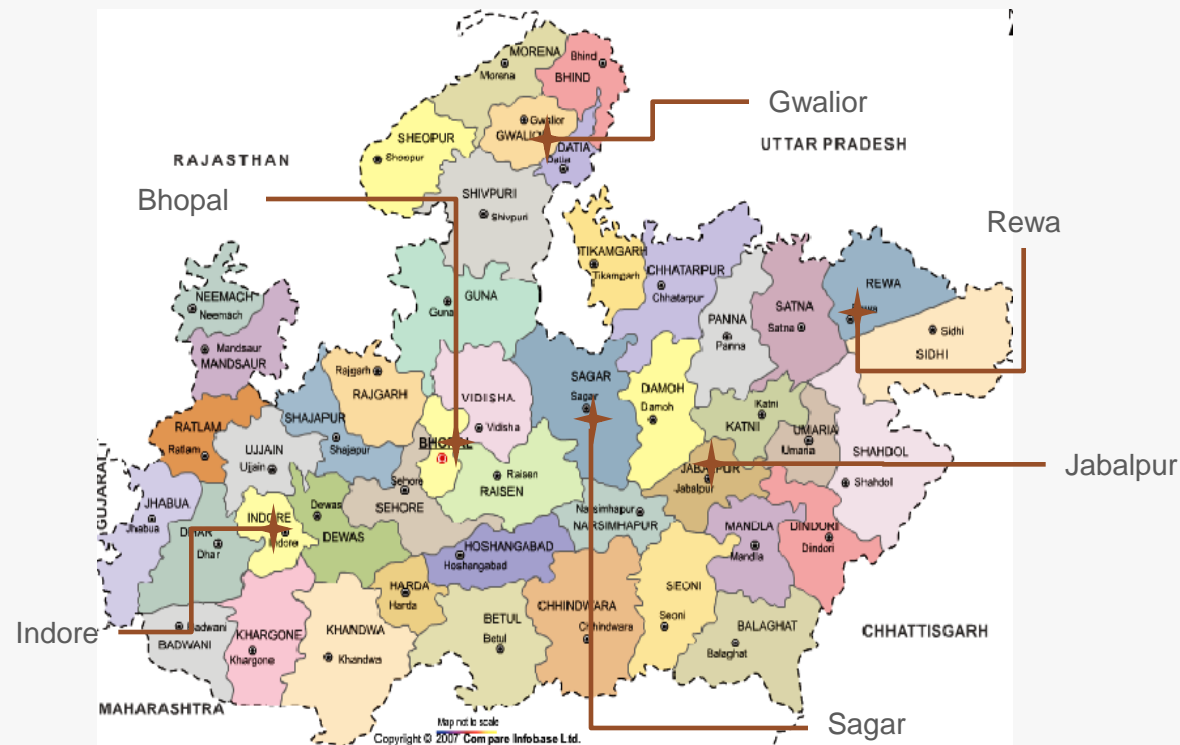 MORENA
Morena
Bhind
BHIND
Gwalior
Gwalior
GWALIOR
UTTAR PRADESH
SHEOPUR
Sheopur
DATIA
Datia
RAJASTHAN
Bhopal
SHIVPURI
Shivpuri
Rewa
TIKAMGARH
Tikamgarh
CHHATARPUR
Chhatarpur
NEEMACH
Neemach
GUNA
Guna
SATNA
Satna
REWA
Rewa
PANNA
Panna
Sidhi
SIDHI
Mandsaur
MANDSAUR
Rajgarh
RAJGARH
SAGAR
Sagar
DAMOH
Damoh
VIDISHA
Vidisha
SHAJAPUR
Shajapur
Katni
KATNI
UMARIA
Umaria
RATLAM
Ratlam
UJJAIN
Ujjain
BHOPAL
SHAHDOL
Shahdol
Raisen
RAISEN
JABALPUR
Jabalpur
Jabalpur
GUJARAT
JHABUA
Jhabua
Sehore
SEHORE
Dewas
DEWAS
INDORE
Indore
DHAR
Dhar
Narsimhapur
NARSIMHAPUR
MANDLA
Mandla
DINDORI
Dindori
HOSHANGABAD
Hoshangabad
HARDA
Harda
SEONI
Seoni
BETUL
Betul
CHHINDWARA
Chhindwara
Indore
Badwani
BADWANI
KHARGONE
Khargone
KHANDWA
Khandwa
BALAGHAT
Balaghat
CHHATTISGARH
MAHARASHTRA
Map not to scale
Copyright © 2007 Compare Infobase Ltd.
Sagar